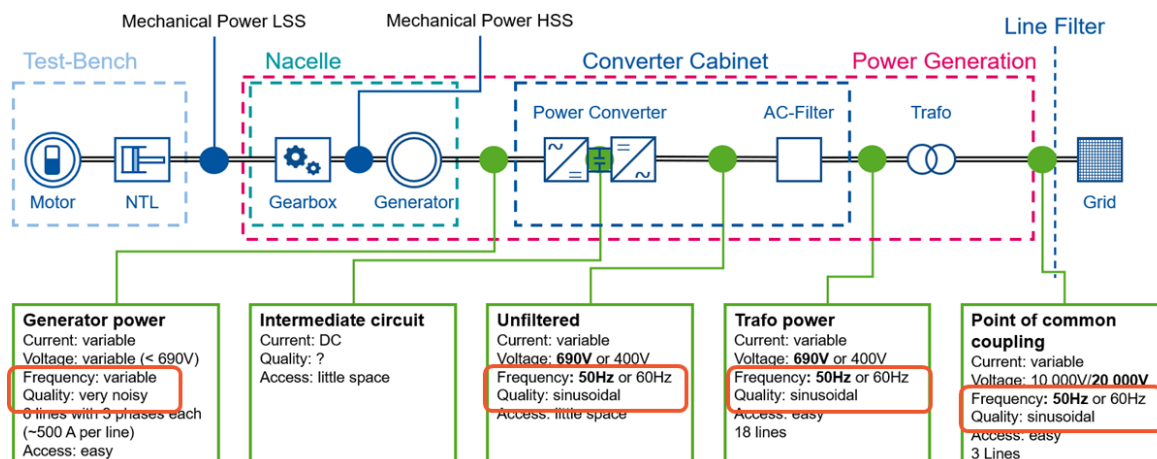 Mechanical Power LSS
Mechanical Power HSS
Line Filter
Test-Bench
Nacelle
Converter Cabinet
Power Generation
Power Converter
AC-Filter
Trafo
Motor
NTL
Gearbox
Generator
Grid
Generator power
Current: variable
Voltage: variable (< 690V)
Frequency: variable
Quality: very noisy
lines with 3 phases each
(~500 A per line)
Access: easy
Intermediate circuit
Current: DC
Quality: ?
Access: little space
Unfiltered
Current: variable
Voltage: 690V or 400V
Frequency: 50Hz or 60Hz
Quality: sinusoidal
Access: little space
Trafo power
Current: variable
Voltage: 690V or 400V
Frequency: 50Hz or 60Hz
Quality: sinusoidal
Access: easy
18 lines
Point of common
coupling
Current: variable
Voltage: 10 000V/20 000V
Frequency: 50Hz or 60Hz
Quality: sinusoidal
Access: easy
3 Lines